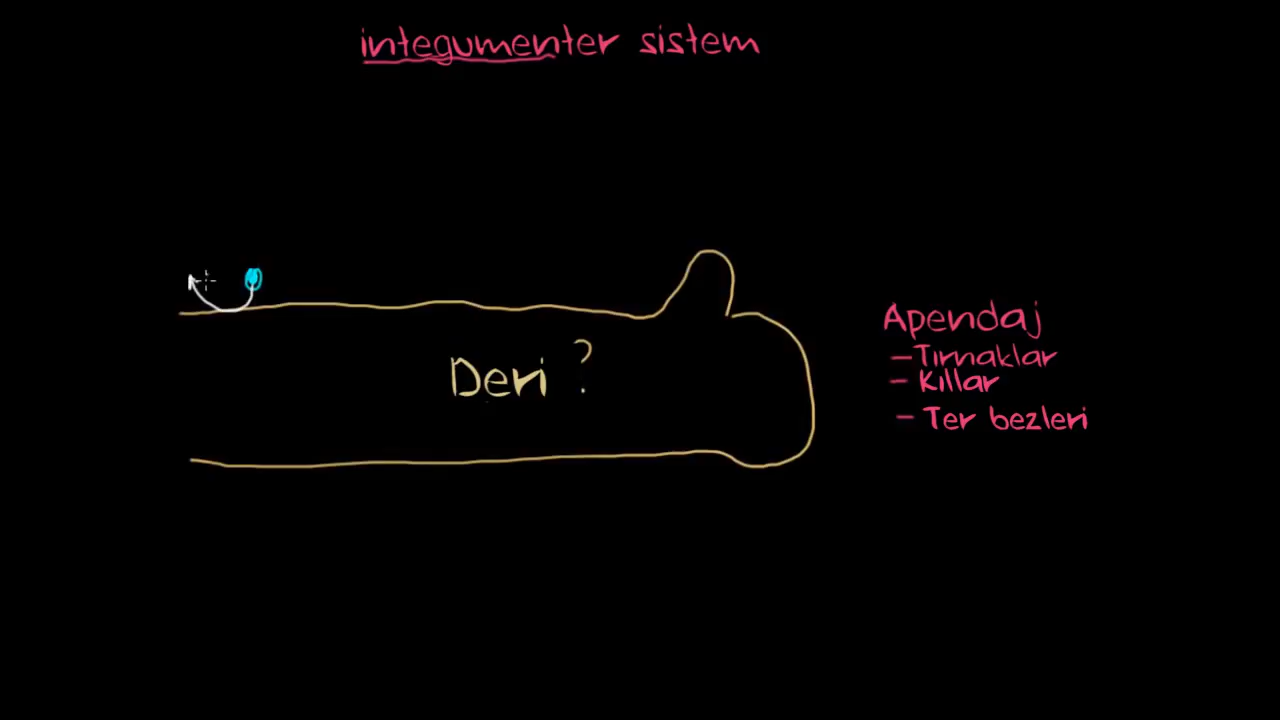 integumenter sistem
Deri ?
Apendaj
– Tırnaklar
– Kıllar
– Ter bezleri